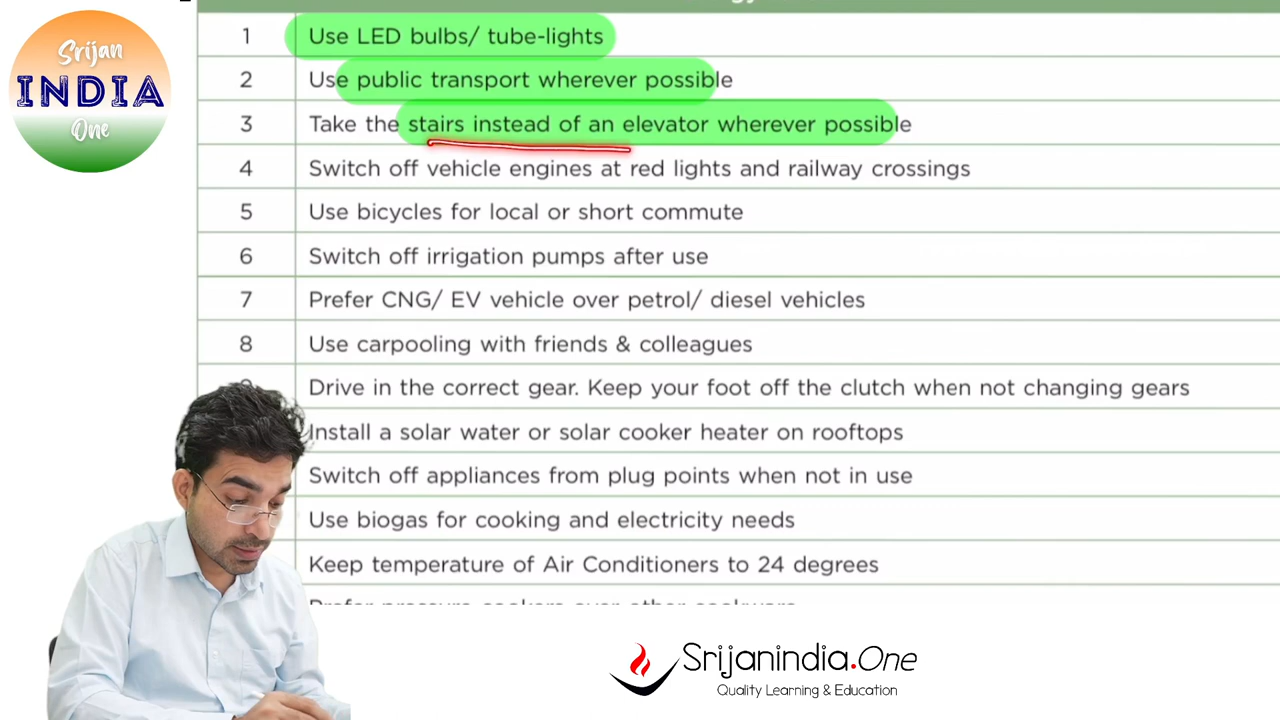 Srijan
INDIA
One
1 Use LED bulbs/ tube-lights
2 Use public transport wherever possible
3 Take the stairs instead of an elevator wherever possible
4 Switch off vehicle engines at red lights and railway crossings
5 Use bicycles for local or short commute
6 Switch off irrigation pumps after use
7 Prefer CNG/ EV vehicle over petrol/ diesel vehicles
8 Use carpooling with friends & colleagues
Drive in the correct gear. Keep your foot off the clutch when not changing gears
Install a solar water or solar cooker heater on rooftops
Switch off appliances from plug points when not in use
Use biogas for cooking and electricity needs
Keep temperature of Air Conditioners to 24 degrees
Prefer pressure cookers over other cookware
Srijanindia.One
Quality Learning & Education